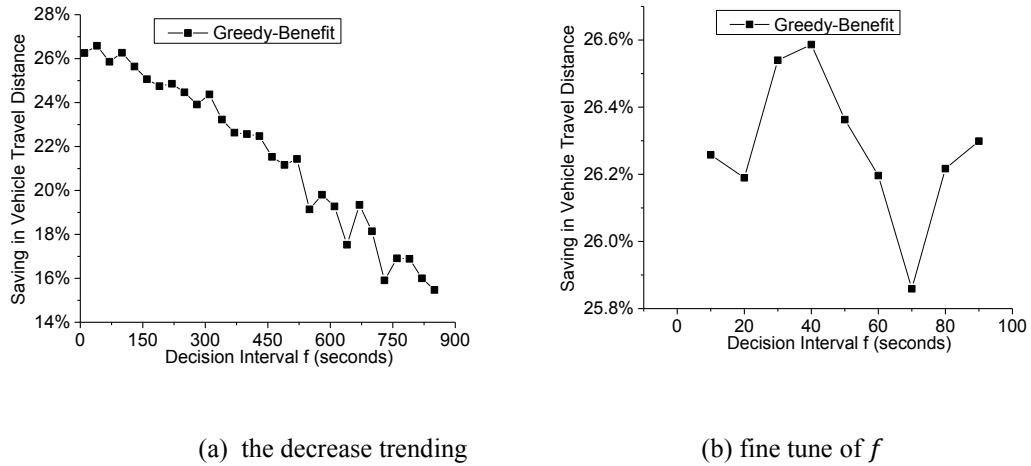 28%
26%
24%
22%
20%
18%
16%
14%
Saving in Vehicle Travel Distance
Greedy-Benefit
0 150 300 450 600 750 900
Decision Interval f (seconds)
(a) the decrease trending
26.6%
26.4%
26.2%
26.0%
25.8%
Saving in Vehicle Travel Distance
Greedy-Benefit
0 20 40 60 80 100
Decision Interval f (seconds)
(b) fine tune of f